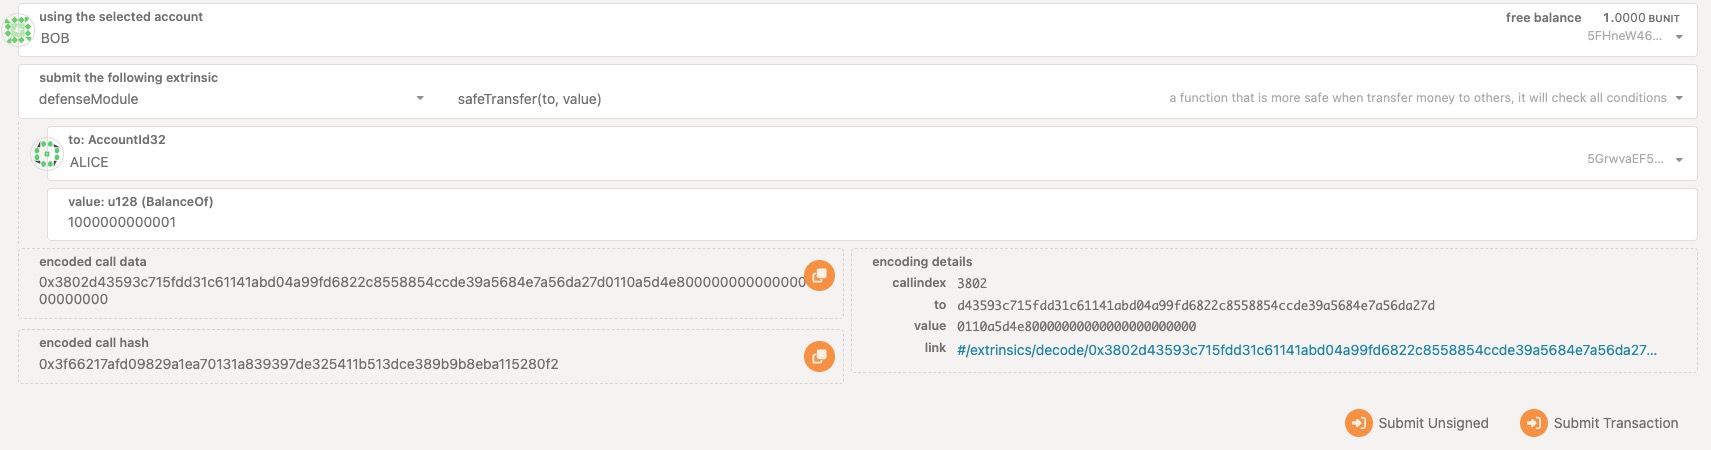 using the selected account
free balance 1.0000 BUNIT
BOB
5FHneW46...
submit the following extrinsic
defenseModule
safeTransfer(to, value)
a function that is more safe when transfer money to others, it will check all conditions
to: AccountId32
ALICE
5GrwvaEF5...
value: u128 (BalanceOf)
1000000000001
encoded call data
0x3802d43593c715fdd31c61141abd04a99fd6822c8558854ccde39a5684e7a56da27d0110a5d4e800000000000000
00000000
encoded call hash
0x3f66217afd09829a1ea70131a839397de325411b513dce389b9b8eba115280f2
encoding details
callindex 3802
to d43593c715fdd31c61141abd04a99fd6822c8558854ccde39a5684e7a56da27d
value 0110a5d4e80000000000000000000000
link #/extrinsics/decode/0x3802d43593c715fdd31c61141abd04a99fd6822c8558854ccde39a5684e7a56da27...
Submit Unsigned
Submit Transaction